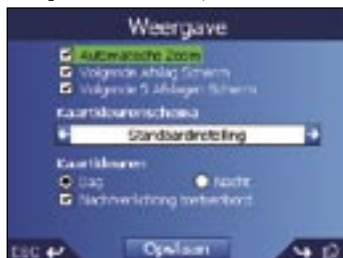 Weergave
Automatische Zoom
Volgende Afslag Scherm
Volgende 5 Afslagen Scherm
Kaartkleurenschema
Standaardinstelling
Kaartkleuren
Dag
Nacht
Nachtverlichting toetsenbord
ESC
Opslaan